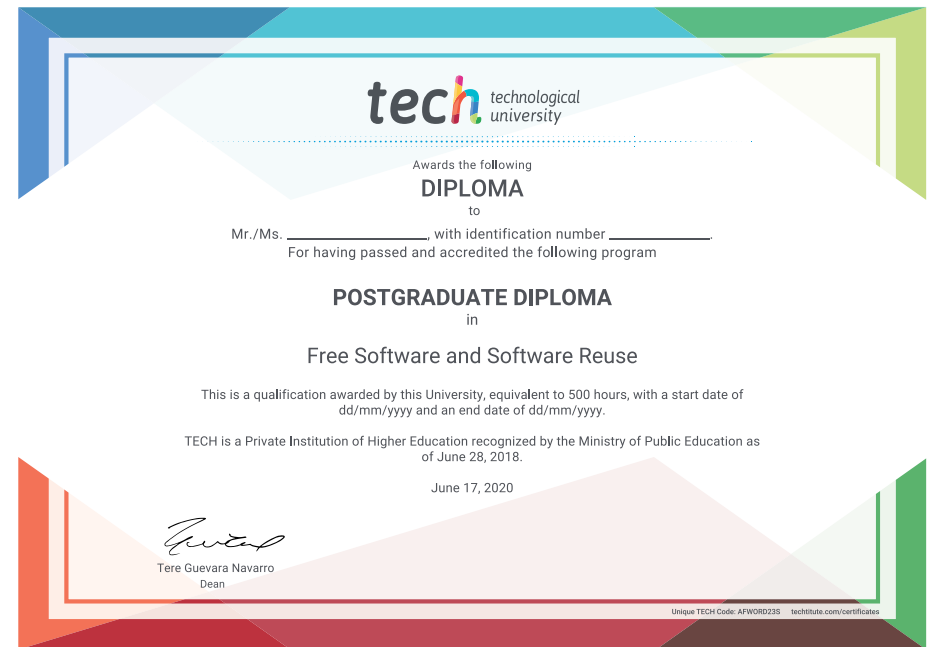 tech technological
university
Awards the following
DIPLOMA
to
Mr./Ms. ____________________, with identification number ______________.
For having passed and accredited the following program
POSTGRADUATE DIPLOMA
in
Free Software and Software Reuse
This is a qualification awarded by this University, equivalent to 500 hours, with a start date of
dd/mm/yyyy and an end date of dd/mm/yyyy.
TECH is a Private Institution of Higher Education recognized by the Ministry of Public Education as
of June 28, 2018.
June 17, 2020
Tere Guevara Navarro
Dean
Unique TECH Code: AFWORD23S techtitute.com/certificates